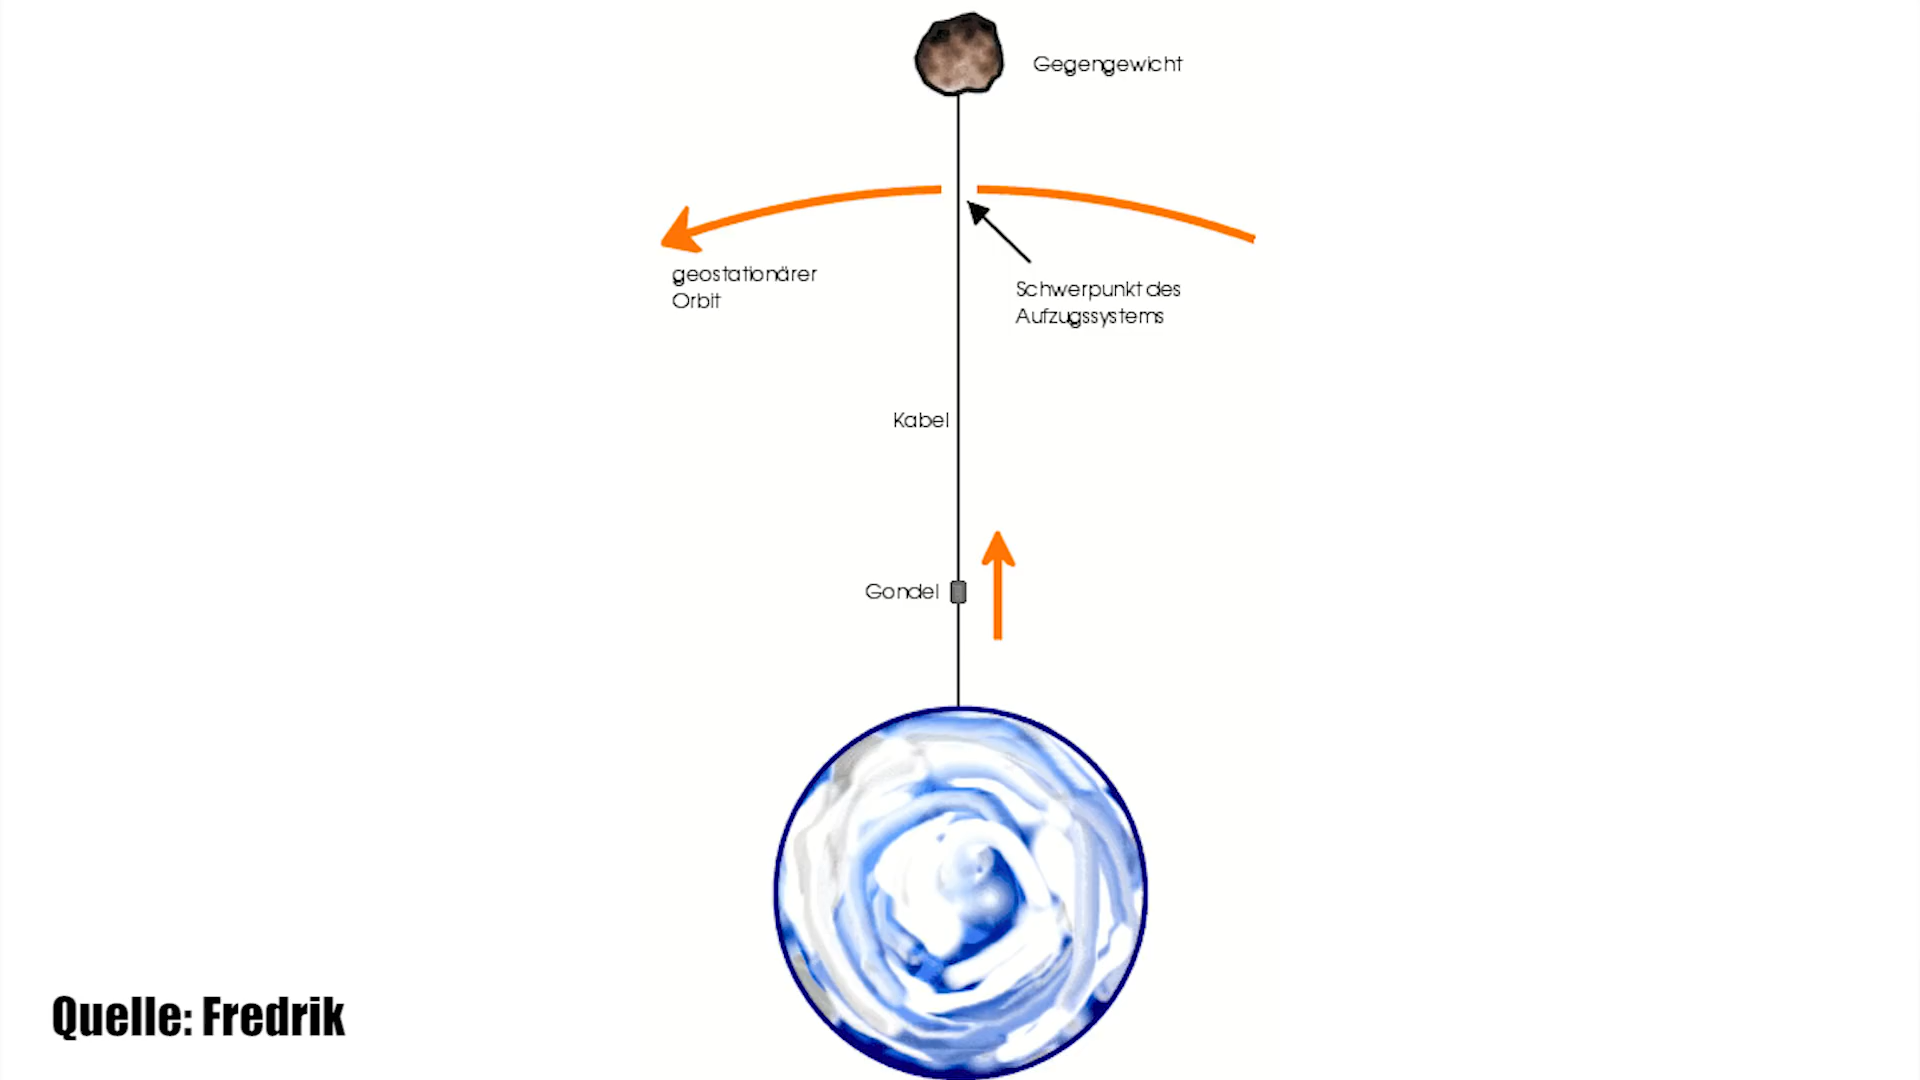 Gegengewicht
geostationärer
Orbit
Schwerpunkt des
Aufzugssystems
Kabel
Gondel
Quelle: Fredrik